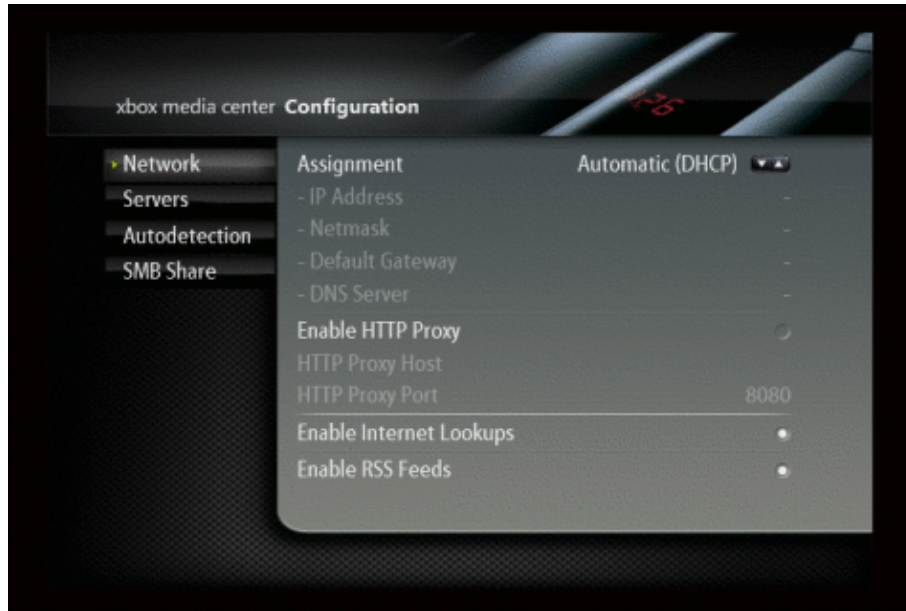 xbox media center Configuration
Network
Servers
Autodetection
SMB Share
Assignment Automatic (DHCP)
- IP Address -
- Netmask -
- Default Gateway -
- DNS Server -
Enable HTTP Proxy
HTTP Proxy Host
HTTP Proxy Port 8080
Enable Internet Lookups
Enable RSS Feeds